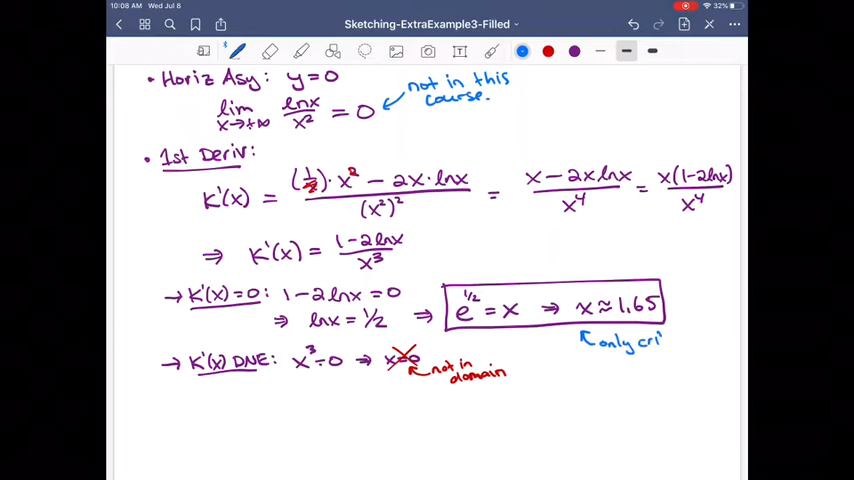 10:08 AM Wed Jul 8
32%
Sketching-ExtraExample3-Filled
• Horiz Asy: y=0
not in this course.
lim x→+∞ lnx/x² = 0
• 1st Deriv:
K'(x) = ((1/x)·x² − 2x·lnx)/(x²)² = (x−2xlnx)/x⁴ = x(1−2lnx)/x⁴
⇒ K'(x) = (1−2lnx)/x³
→ K'(x)=0: 1−2lnx=0
⇒ lnx=1/2 ⇒ e^(1/2) = x ⇒ x≈1.65
only cri
→ K'(x) DNE: x³=0 ⇒ x=0
not in domain